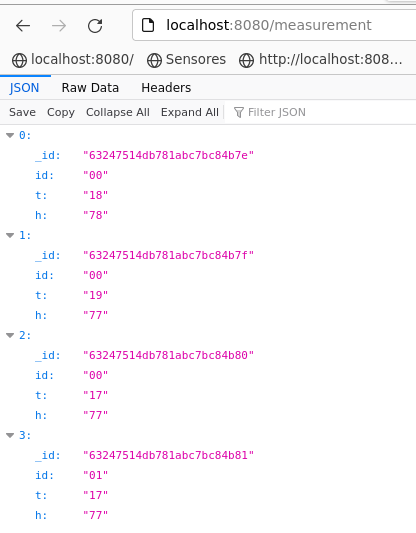 localhost:8080/measurement
localhost:8080/ Sensores http://localhost:808…
JSON Raw Data Headers
Save Copy Collapse All Expand All Filter JSON
0:
_id: "63247514db781abc7bc84b7e"
id: "00"
t: "18"
h: "78"
1:
_id: "63247514db781abc7bc84b7f"
id: "00"
t: "19"
h: "77"
2:
_id: "63247514db781abc7bc84b80"
id: "00"
t: "17"
h: "77"
3:
_id: "63247514db781abc7bc84b81"
id: "01"
t: "17"
h: "77"